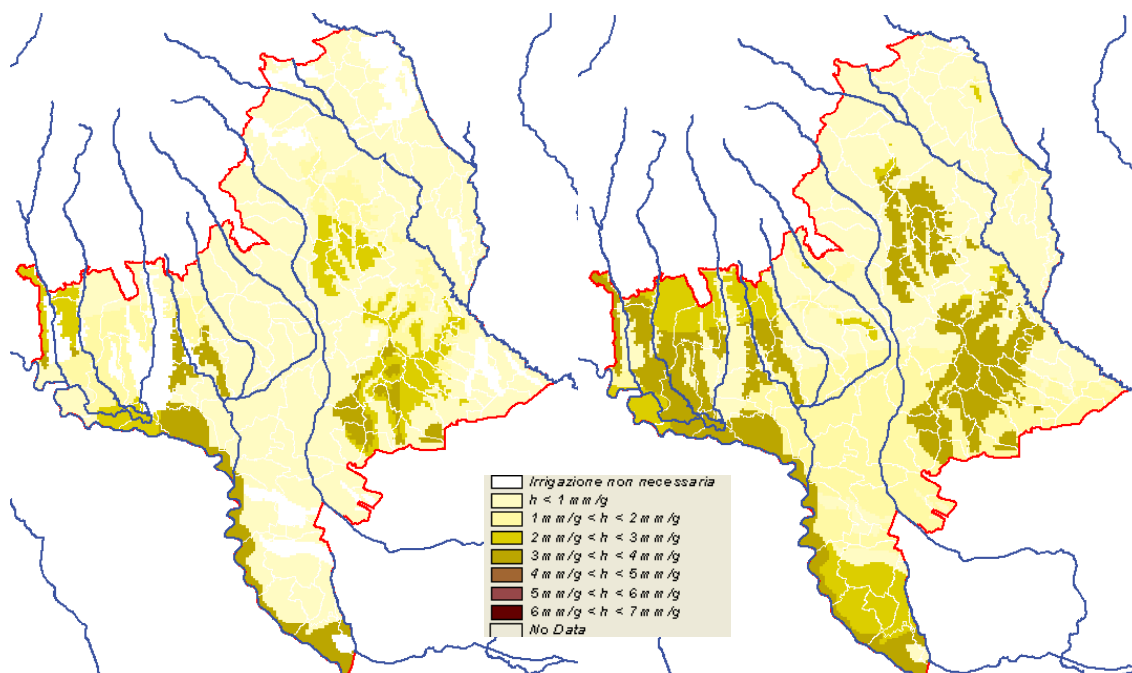 Irrigazione non necessaria
h < 1 mm/g
1 mm/g < h < 2 mm/g
2 mm/g < h < 3 mm/g
3 mm/g < h < 4 mm/g
4 mm/g < h < 5 mm/g
5 mm/g < h < 6 mm/g
6 mm/g < h < 7 mm/g
No Data